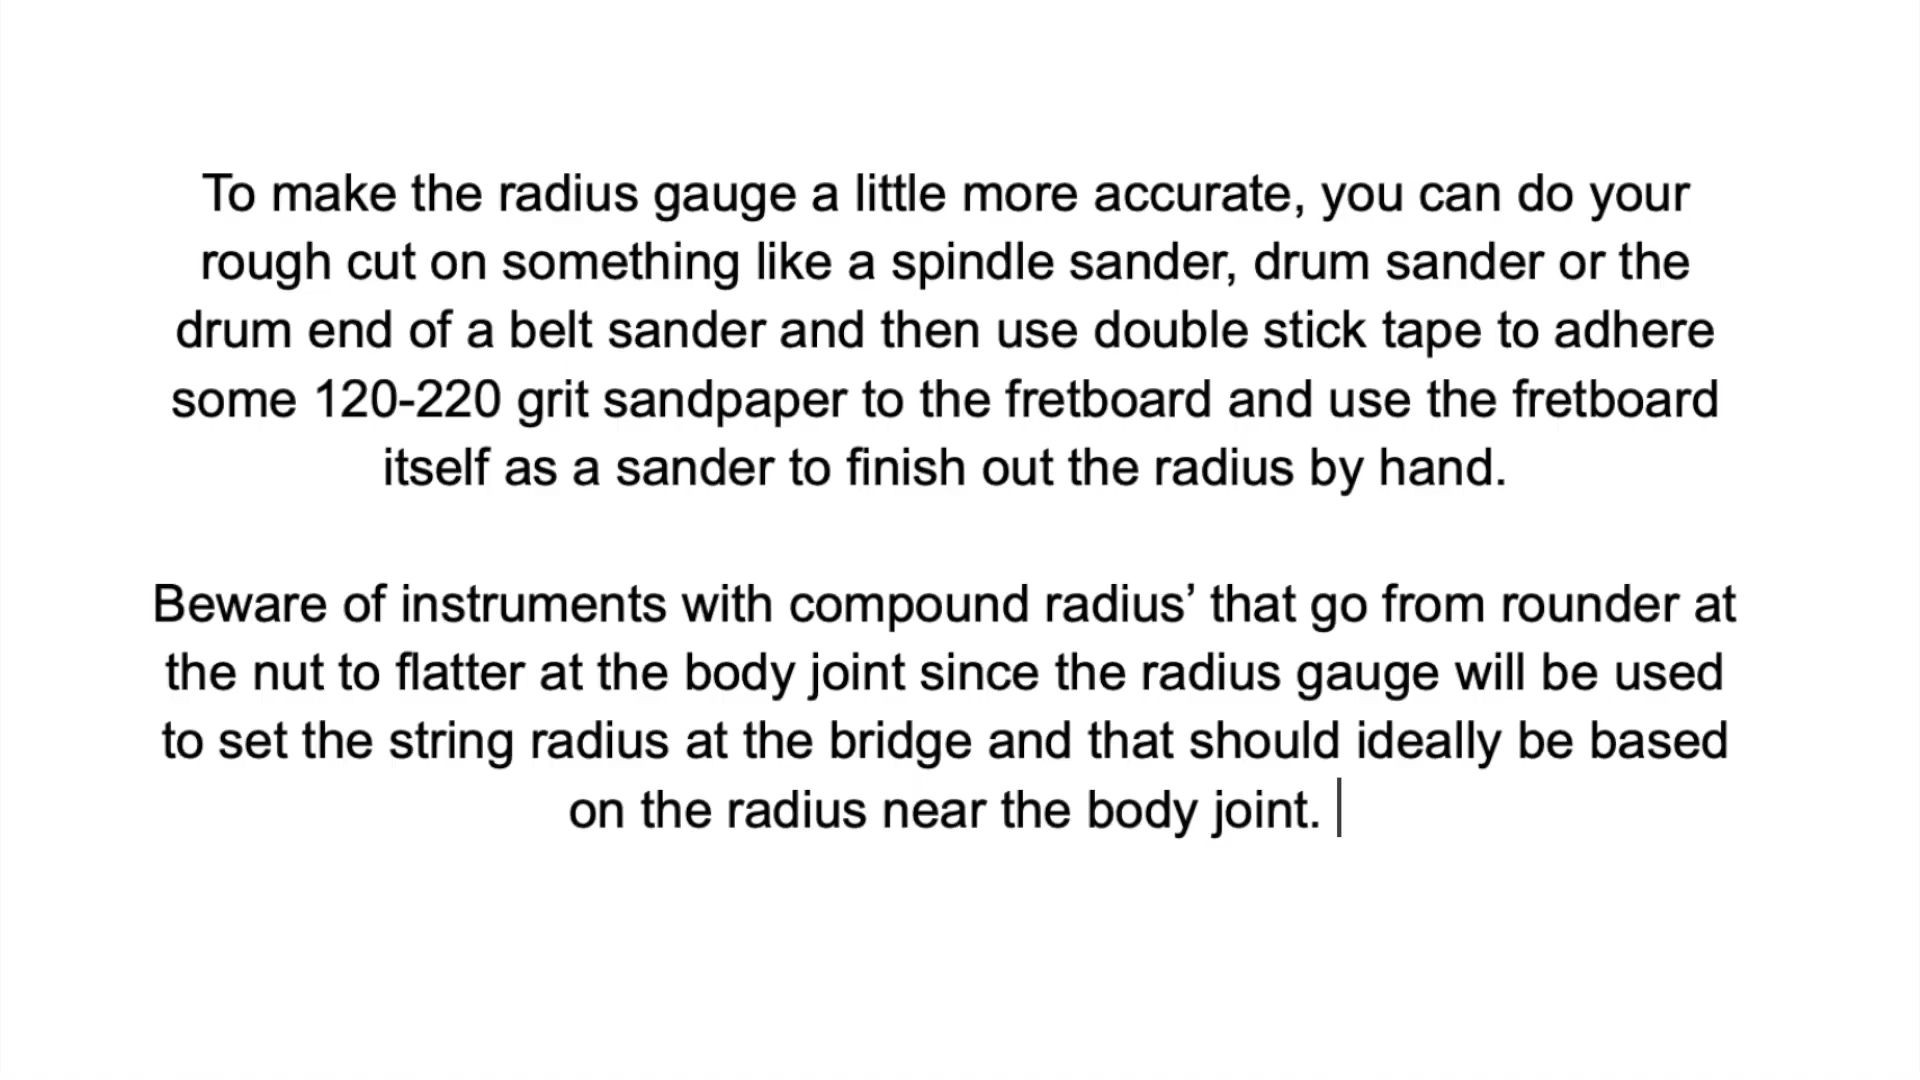 To make the radius gauge a little more accurate, you can do your
rough cut on something like a spindle sander, drum sander or the
drum end of a belt sander and then use double stick tape to adhere
some 120-220 grit sandpaper to the fretboard and use the fretboard
itself as a sander to finish out the radius by hand.
Beware of instruments with compound radius’ that go from rounder at
the nut to flatter at the body joint since the radius gauge will be used
to set the string radius at the bridge and that should ideally be based
on the radius near the body joint.